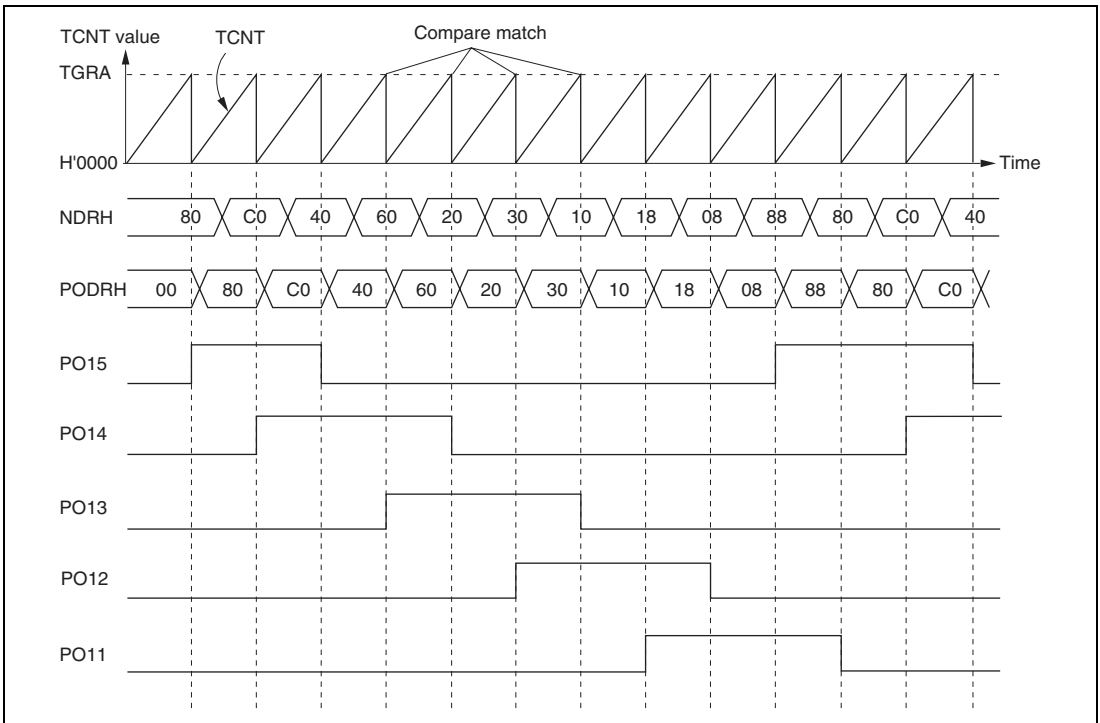 TCNT value TCNT Compare match
TGRA
H'0000 Time
NDRH 80 C0 40 60 20 30 10 18 08 88 80 C0 40
PODRH 00 80 C0 40 60 20 30 10 18 08 88 80 C0
PO15
PO14
PO13
PO12
PO11